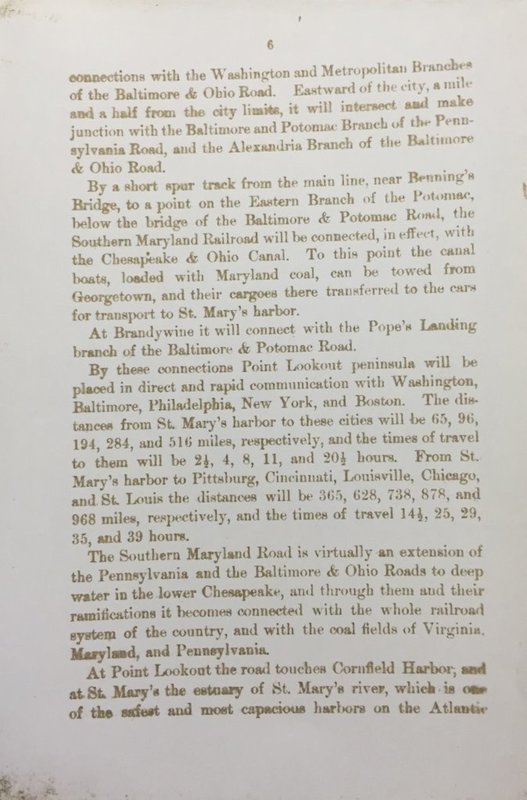 6
connections with the Washington and Metropolitan Branches
of the Baltimore & Ohio Road. Eastward of the city, a mile
and a half from the city limits, it will intersect and make
junction with the Baltimore and Potomac Branch of the Penn-
sylvania Road, and the Alexandria Branch of the Baltimore
& Ohio Road.
By a short spur track from the main line, near Benning's
Bridge, to a point on the Eastern Branch of the Potomac,
below the bridge of the Baltimore & Potomac Road, the
Southern Maryland Railroad will be connected, in effect, with
the Chesapeake & Ohio Canal. To this point the canal
boats, loaded with Maryland coal, can be towed from
Georgetown, and their cargoes there transferred to the cars
for transport to St. Mary's harbor.
At Brandywine it will connect with the Pope's Landing
branch of the Baltimore & Potomac Road.
By these connections Point Lookout peninsula will be
placed in direct and rapid communication with Washington,
Baltimore, Philadelphia, New York, and Boston. The dis-
tances from St. Mary's harbor to these cities will be 65, 96,
194, 284, and 516 miles, respectively, and the times of travel
to them will be 2½, 4, 8, 11, and 20½ hours. From St.
Mary's harbor to Pittsburg, Cincinnati, Louisville, Chicago,
and St. Louis the distances will be 365, 628, 738, 878, and
968 miles, respectively, and the times of travel 14½, 25, 29,
35, and 39 hours.
The Southern Maryland Road is virtually an extension of
the Pennsylvania and the Baltimore & Ohio Roads to deep
water in the lower Chesapeake, and through them and their
ramifications it becomes connected with the whole railroad
system of the country, and with the coal fields of Virginia,
Maryland, and Pennsylvania.
At Point Lookout the road touches Cornfield Harbor, and
at St. Mary's the estuary of St. Mary's river, which is one
of the safest and most capacious harbors on the Atlantic